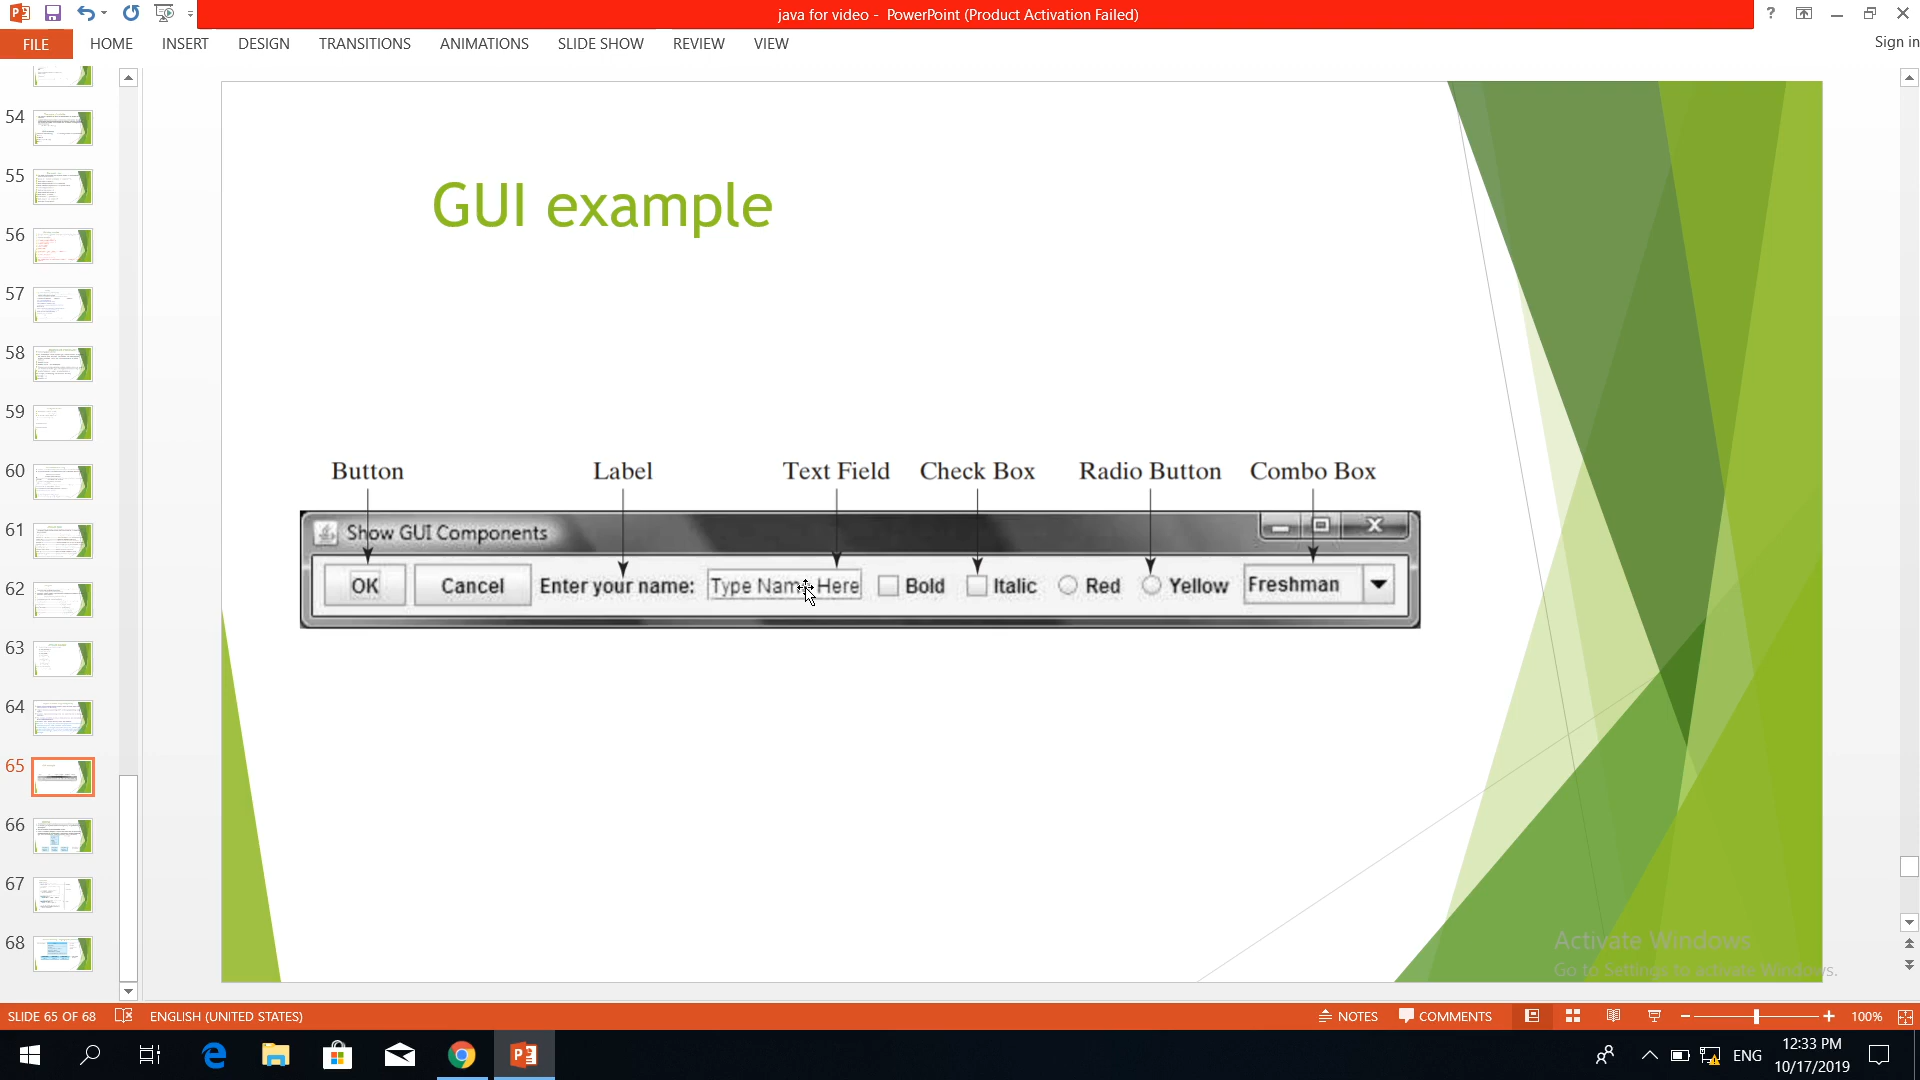 java for video - PowerPoint (Product Activation Failed)
?
FILE HOME INSERT DESIGN TRANSITIONS ANIMATIONS SLIDE SHOW REVIEW VIEW
Sign in
54
55
56
57
58
59
60
61
62
63
64
65
66
67
68
GUI example
Button Label Text Field Check Box Radio Button Combo Box
Show GUI Components
OK Cancel Enter your name: Type Name Here Bold Italic Red Yellow Freshman
Activate Windows
Go to Settings to activate Windows.
SLIDE 65 OF 68 ENGLISH (UNITED STATES) NOTES COMMENTS 100%
ENG
12:33 PM
10/17/2019